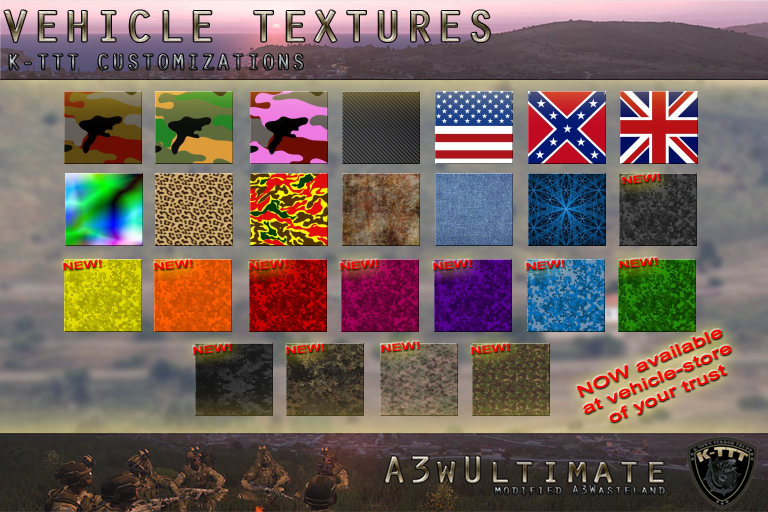 VEHICLE TEXTURES
K-TTT CUSTOMIZATIONS
NEW!
NEW!
NEW!
NEW!
NEW!
NEW!
NEW!
NEW!
NEW!
NEW!
NEW!
NEW!
NOW available
at vehicle-store
of your trust
A3WULTIMATE
MODIFIED A3WASTELAND
K-TTT